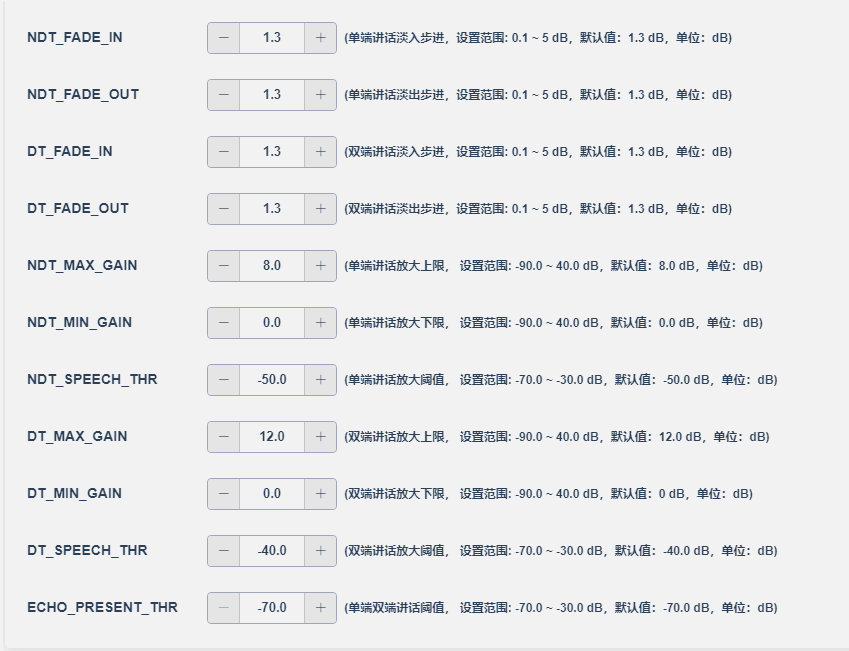 NDT_FADE_IN − 1.3 + (单端讲话淡入步进，设置范围: 0.1 ~ 5 dB，默认值：1.3 dB，单位：dB)
NDT_FADE_OUT − 1.3 + (单端讲话淡出步进，设置范围: 0.1 ~ 5 dB，默认值：1.3 dB，单位：dB)
DT_FADE_IN − 1.3 + (双端讲话淡入步进，设置范围: 0.1 ~ 5 dB，默认值：1.3 dB，单位：dB)
DT_FADE_OUT − 1.3 + (双端讲话淡出步进，设置范围: 0.1 ~ 5 dB，默认值：1.3 dB，单位：dB)
NDT_MAX_GAIN − 8.0 + (单端讲话放大上限， 设置范围: -90.0 ~ 40.0 dB，默认值：8.0 dB，单位：dB)
NDT_MIN_GAIN − 0.0 + (单端讲话放大下限， 设置范围: -90.0 ~ 40.0 dB，默认值：0.0 dB，单位：dB)
NDT_SPEECH_THR − -50.0 + (单端讲话放大阈值， 设置范围: -70.0 ~ -30.0 dB，默认值：-50.0 dB，单位：dB)
DT_MAX_GAIN − 12.0 + (双端讲话放大上限， 设置范围: -90.0 ~ 40.0 dB，默认值：12.0 dB，单位：dB)
DT_MIN_GAIN − 0.0 + (双端讲话放大下限， 设置范围: -90.0 ~ 40.0 dB，默认值：0 dB，单位：dB)
DT_SPEECH_THR − -40.0 + (双端讲话放大阈值， 设置范围: -70.0 ~ -30.0 dB，默认值：-40.0 dB，单位：dB)
ECHO_PRESENT_THR − -70.0 + (单端双端讲话阈值， 设置范围: -70.0 ~ -30.0 dB，默认值：-70.0 dB，单位：dB)